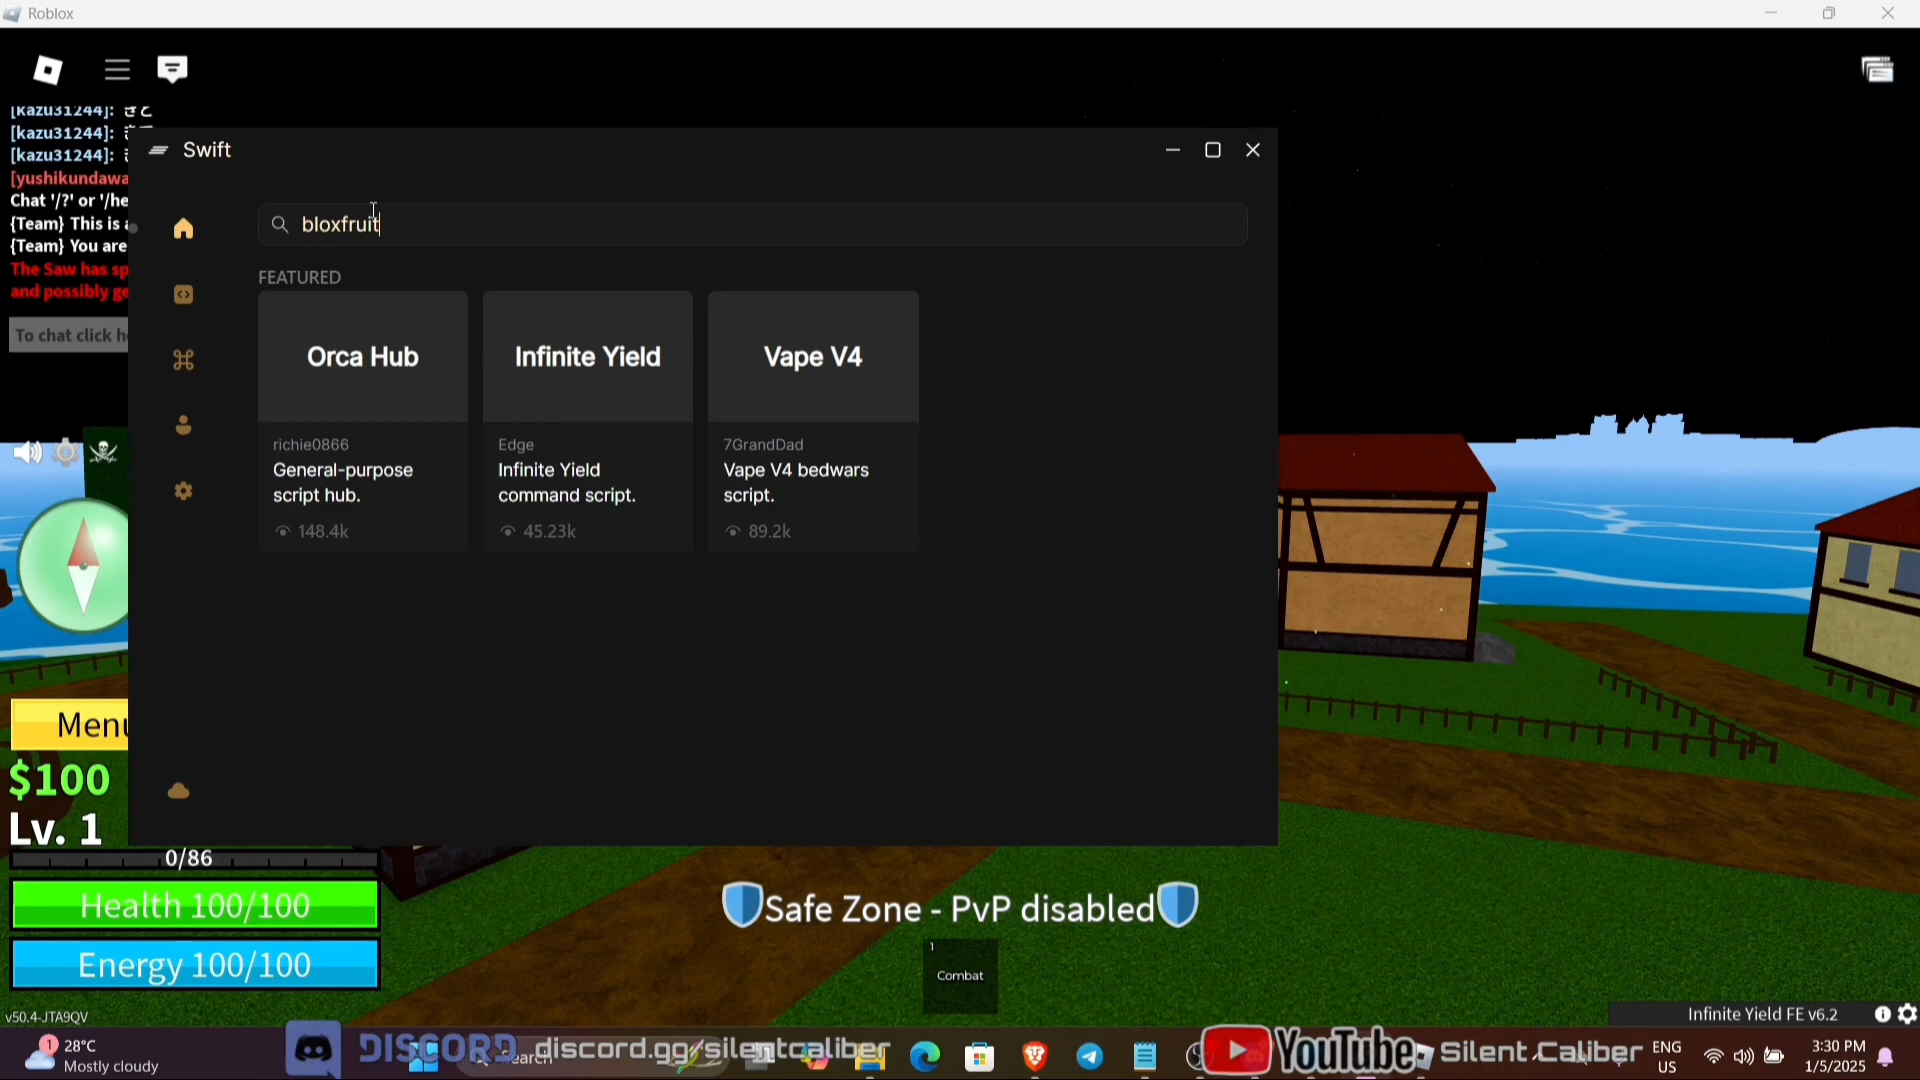 Roblox
[kazu31244]: きと
[kazu31244]:
[kazu31244]:
[yushikundawa
Chat '/?' or '/he
{Team} This is a
{Team} You are
The Saw has sp
and possibly ge
To chat click h
Swift
bloxfruit
FEATURED
Orca Hub
richie0866
General-purpose
script hub.
148.4k
Infinite Yield
Edge
Infinite Yield
command script.
45.23k
Vape V4
7GrandDad
Vape V4 bedwars
script.
89.2k
Menu
$100
Lv. 1
0/86
Health 100/100
Energy 100/100
v50.4-JTA9QV
Safe Zone - PvP disabled
1
Combat
Infinite Yield FE v6.2
1
28°C
Mostly cloudy
DISCORD discord.gg/silentcaliber
Search
YouTube Silent Caliber
ENG
US
3:30 PM
1/5/2025